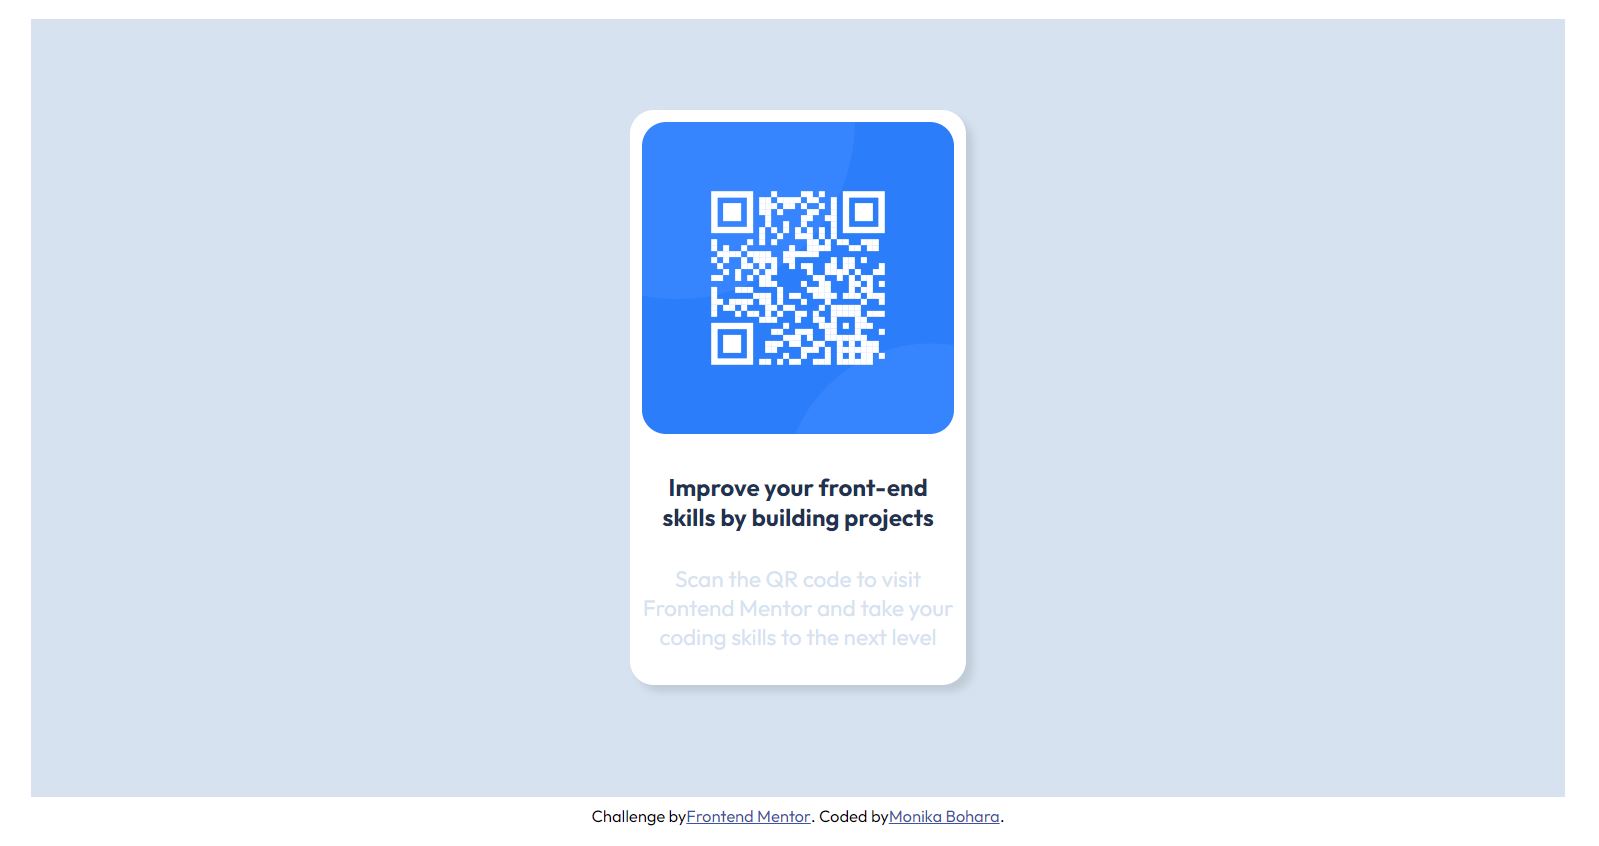 Improve your front-end
skills by building projects
Scan the QR code to visit
Frontend Mentor and take your
coding skills to the next level
Challenge byFrontend Mentor. Coded byMonika Bohara.